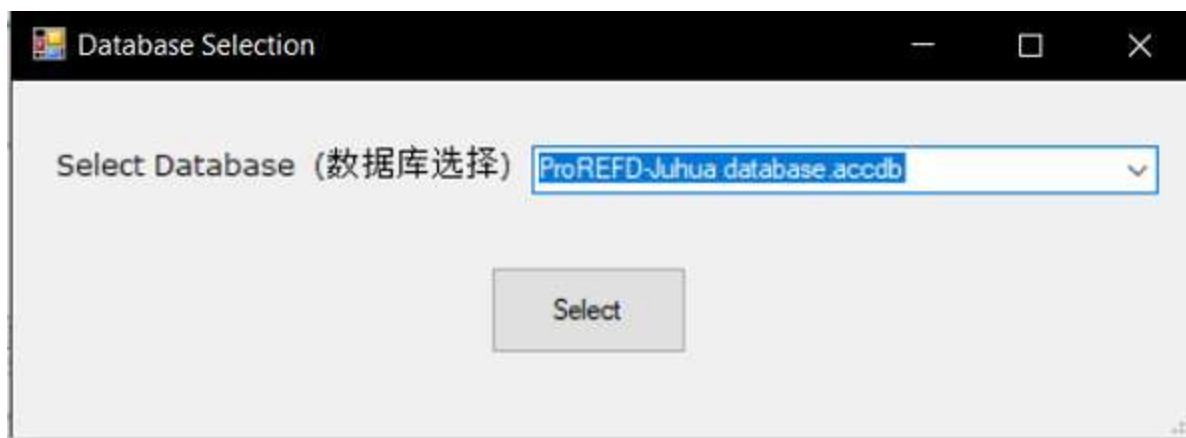 Database Selection
Select Database (数据库选择) ProREFD-Juhua database.accdb
Select